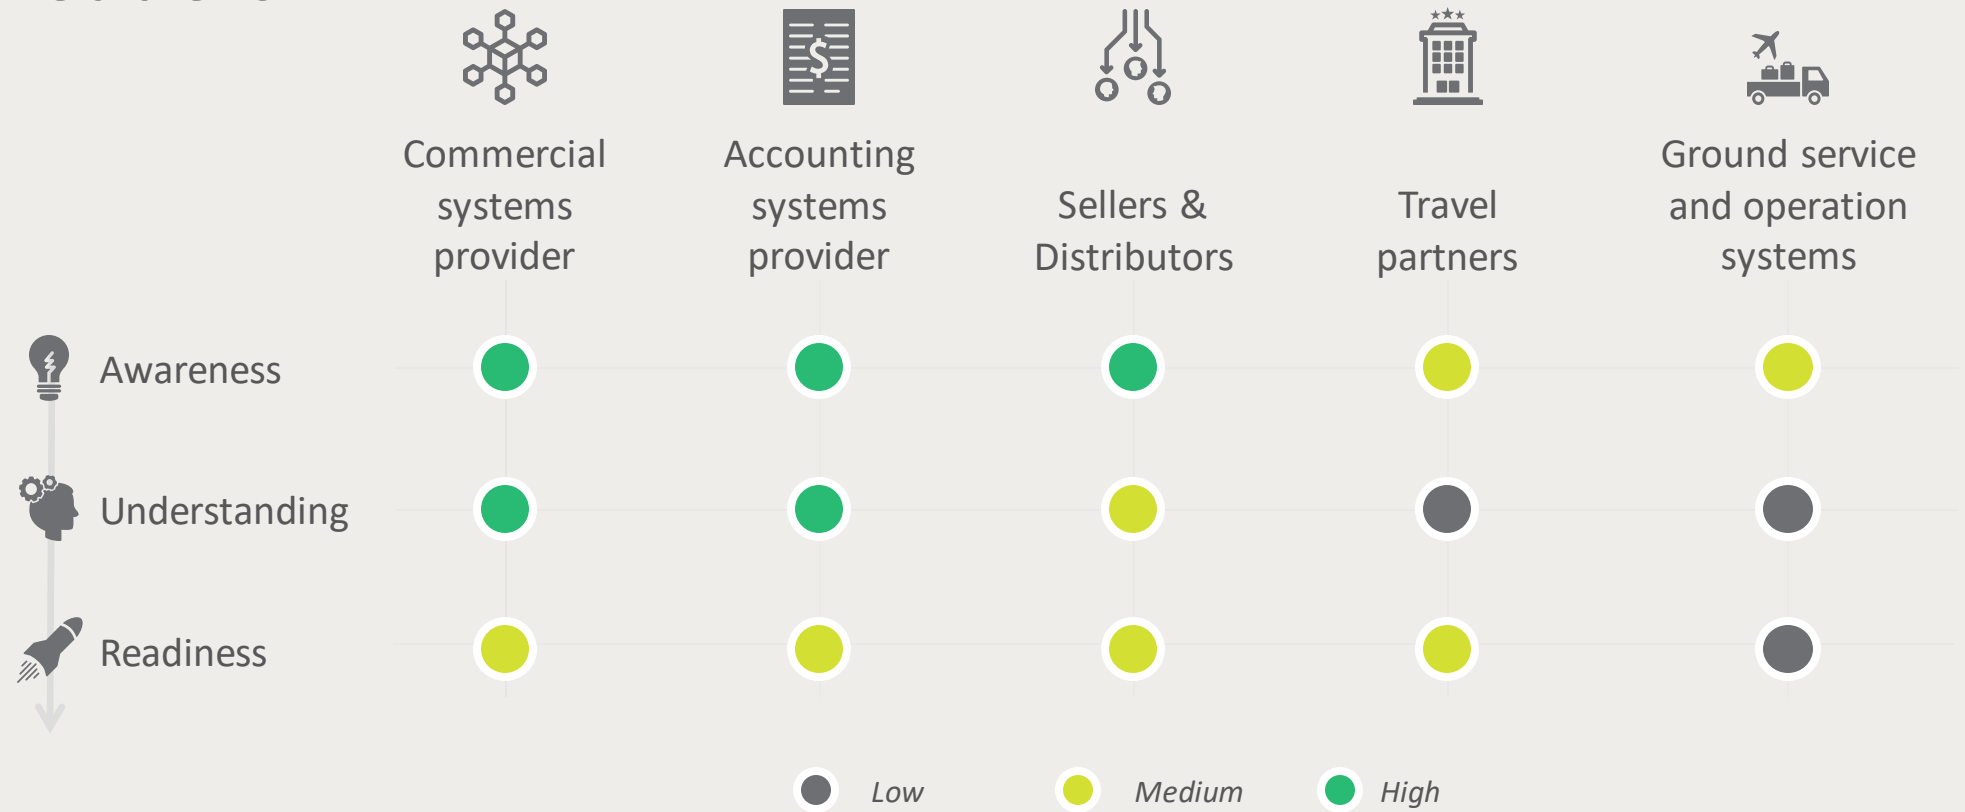 Commercial
systems
provider
Accounting
systems
provider
Sellers &
Distributors
Travel
partners
Ground service
and operation
systems
Awareness
Understanding
Readiness
Low
Medium
High